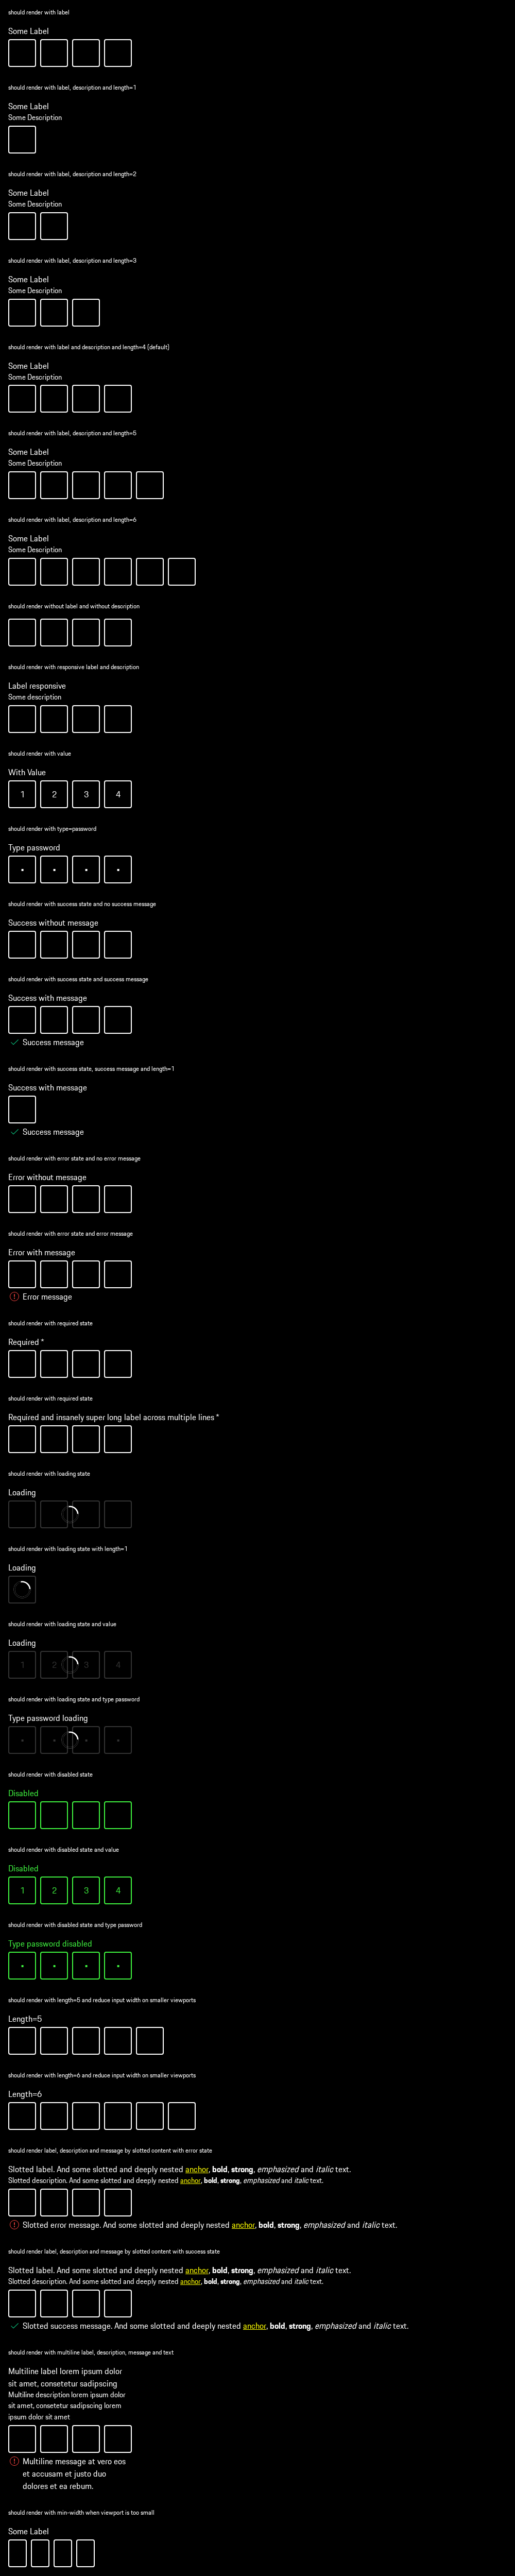 should render with label
Some Label
should render with label, description and length=1
Some Label
Some Description
should render with label, description and length=2
Some Label
Some Description
should render with label, description and length=3
Some Label
Some Description
should render with label and description and length=4 (default)
Some Label
Some Description
should render with label, description and length=5
Some Label
Some Description
should render with label, description and length=6
Some Label
Some Description
should render without label and without description
should render with responsive label and description
Label responsive
Some description
should render with value
With Value
1 2 3 4
should render with type=password
Type password
• • • •
should render with success state and no success message
Success without message
should render with success state and success message
Success with message
Success message
should render with success state, success message and length=1
Success with message
Success message
should render with error state and no error message
Error without message
should render with error state and error message
Error with message
Error message
should render with required state
Required *
should render with required state
Required and insanely super long label across multiple lines *
should render with loading state
Loading
should render with loading state with length=1
Loading
should render with loading state and value
Loading
1 2 3 4
should render with loading state and type password
Type password loading
• • • •
should render with disabled state
Disabled
should render with disabled state and value
Disabled
1 2 3 4
should render with disabled state and type password
Type password disabled
• • • •
should render with length=5 and reduce input width on smaller viewports
Length=5
should render with length=6 and reduce input width on smaller viewports
Length=6
should render label, description and message by slotted content with error state
Slotted label. And some slotted and deeply nested anchor, bold, strong, emphasized and italic text.
Slotted description. And some slotted and deeply nested anchor, bold, strong, emphasized and italic text.
Slotted error message. And some slotted and deeply nested anchor, bold, strong, emphasized and italic text.
should render label, description and message by slotted content with success state
Slotted label. And some slotted and deeply nested anchor, bold, strong, emphasized and italic text.
Slotted description. And some slotted and deeply nested anchor, bold, strong, emphasized and italic text.
Slotted success message. And some slotted and deeply nested anchor, bold, strong, emphasized and italic text.
should render with multiline label, description, message and text
Multiline label lorem ipsum dolor
sit amet, consetetur sadipscing
Multiline description lorem ipsum dolor
sit amet, consetetur sadipscing lorem
ipsum dolor sit amet
Multiline message at vero eos
et accusam et justo duo
dolores et ea rebum.
should render with min-width when viewport is too small
Some Label